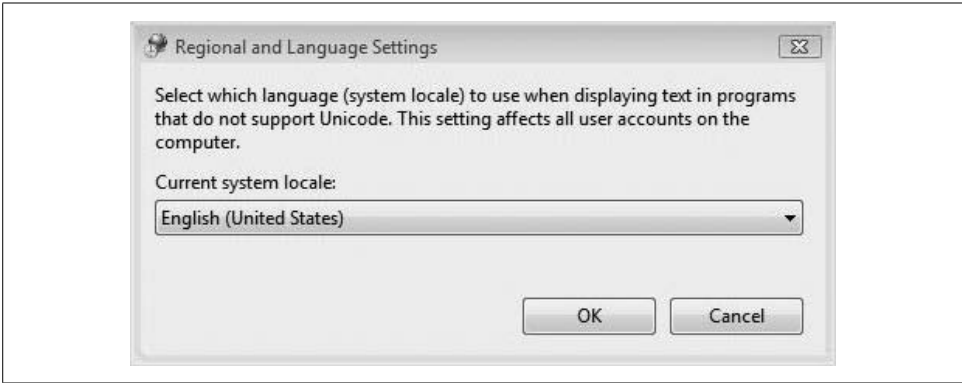 Regional and Language Settings
Select which language (system locale) to use when displaying text in programs
that do not support Unicode. This setting affects all user accounts on the
computer.
Current system locale:
English (United States)
OK
Cancel